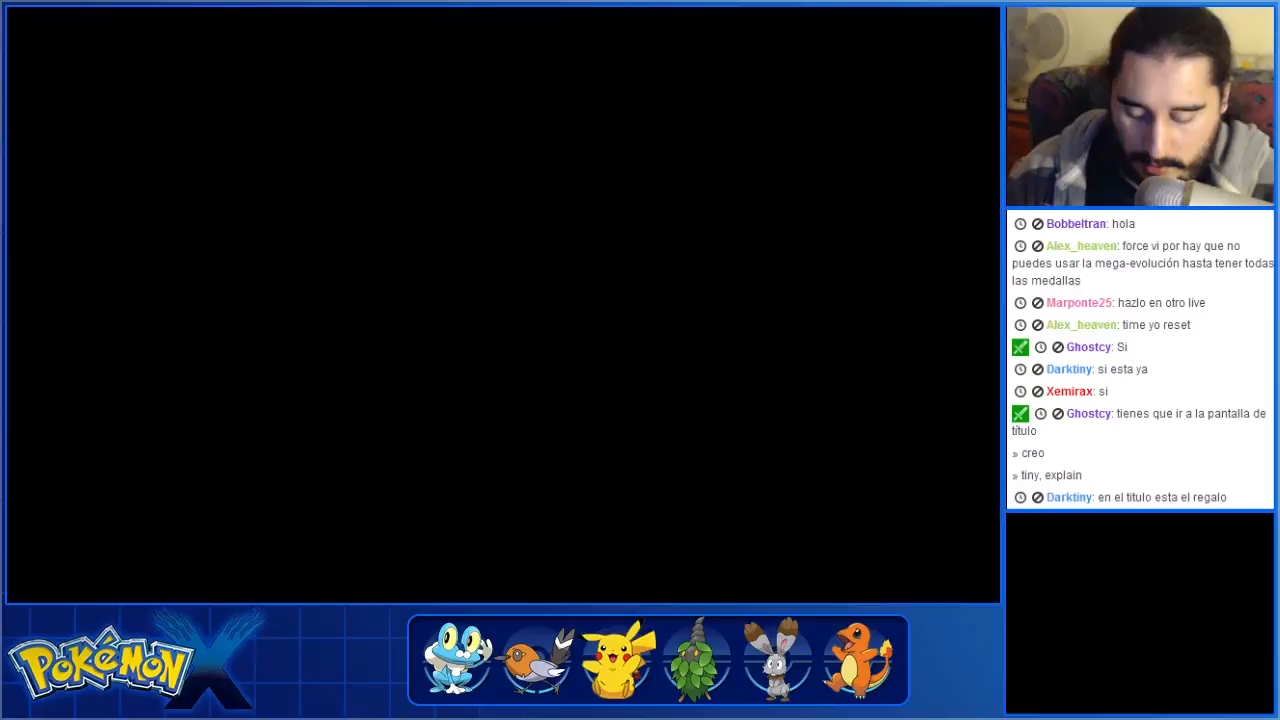 Bobbeltran: hola
Alex_heaven: force vi por hay que no
puedes usar la mega-evolución hasta tener todas
las medallas
Marponte25: hazlo en otro live
Alex_heaven: time yo reset
Ghostcy: Si
Darktiny: si esta ya
Xemirax: si
Ghostcy: tienes que ir a la pantalla de
título
» creo
» tiny, explain
Darktiny: en el titulo esta el regalo
POKéMON X